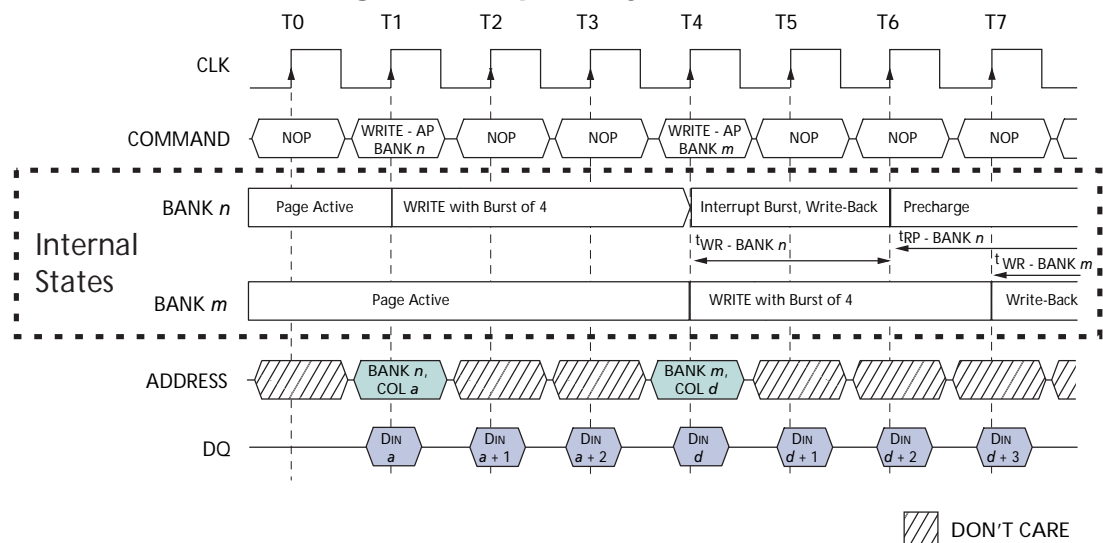 T0 T1 T2 T3 T4 T5 T6 T7
CLK
COMMAND NOP WRITE - AP BANK n NOP NOP WRITE - AP BANK m NOP NOP NOP
BANK n Page Active WRITE with Burst of 4 Interrupt Burst, Write-Back Precharge
Internal States
tWR - BANK n tRP - BANK n
t WR - BANK m
BANK m Page Active WRITE with Burst of 4 Write-Back
ADDRESS BANK n, COL a BANK m, COL d
DQ DIN a DIN a + 1 DIN a + 2 DIN d DIN d + 1 DIN d + 2 DIN d + 3
DON'T CARE